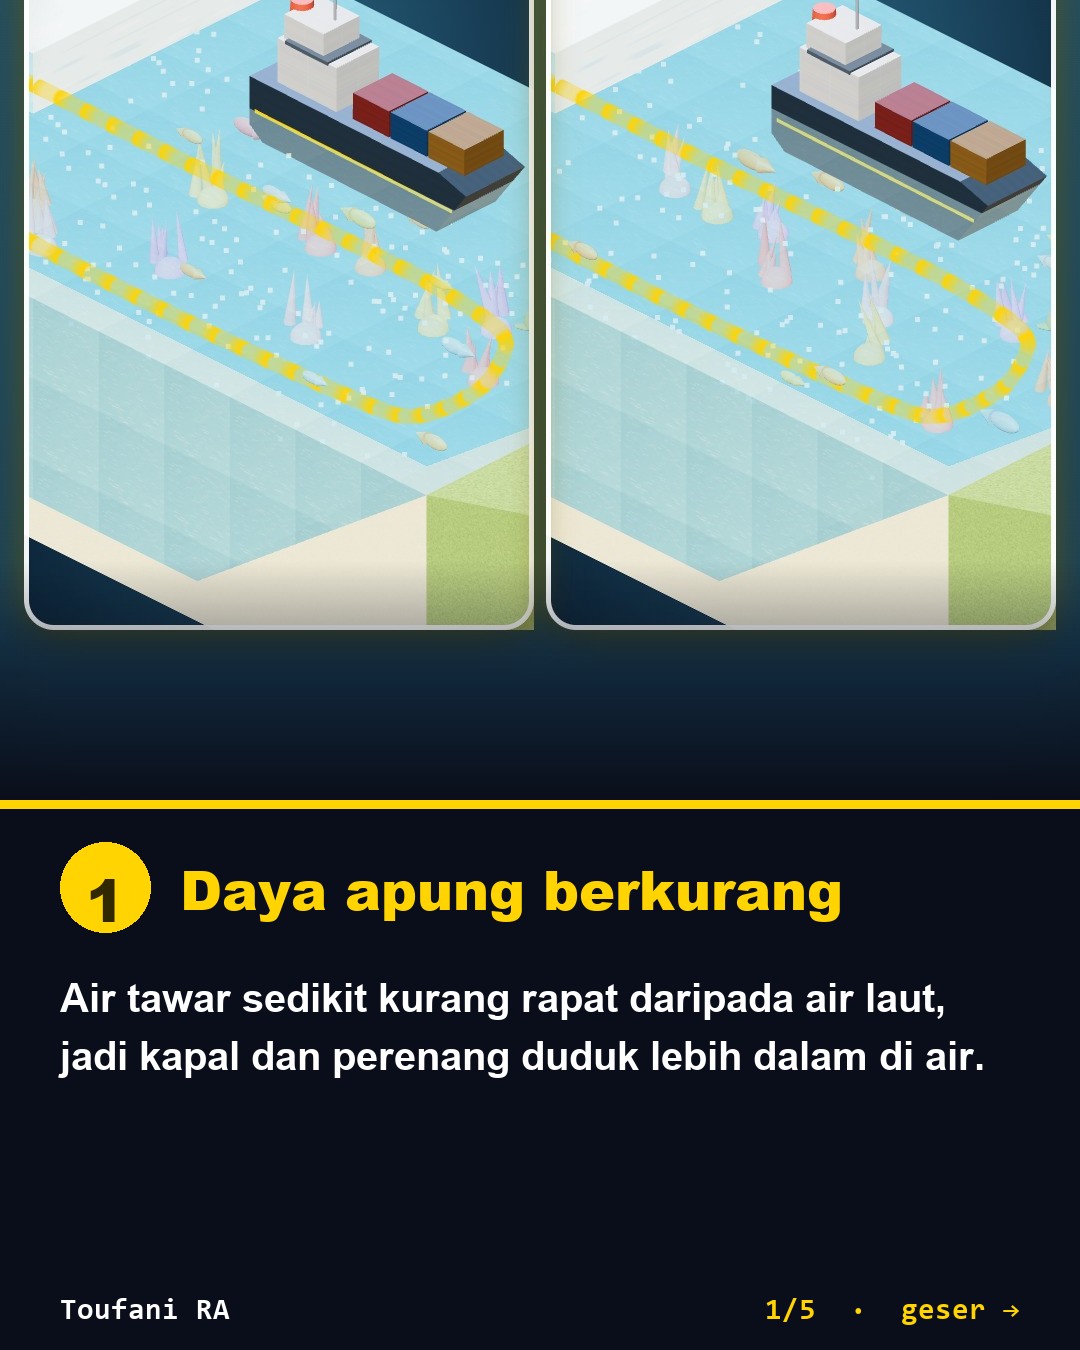 1 Daya apung berkurang
Air tawar sedikit kurang rapat daripada air laut,
jadi kapal dan perenang duduk lebih dalam di air.
Toufani RA
1/5 · geser →